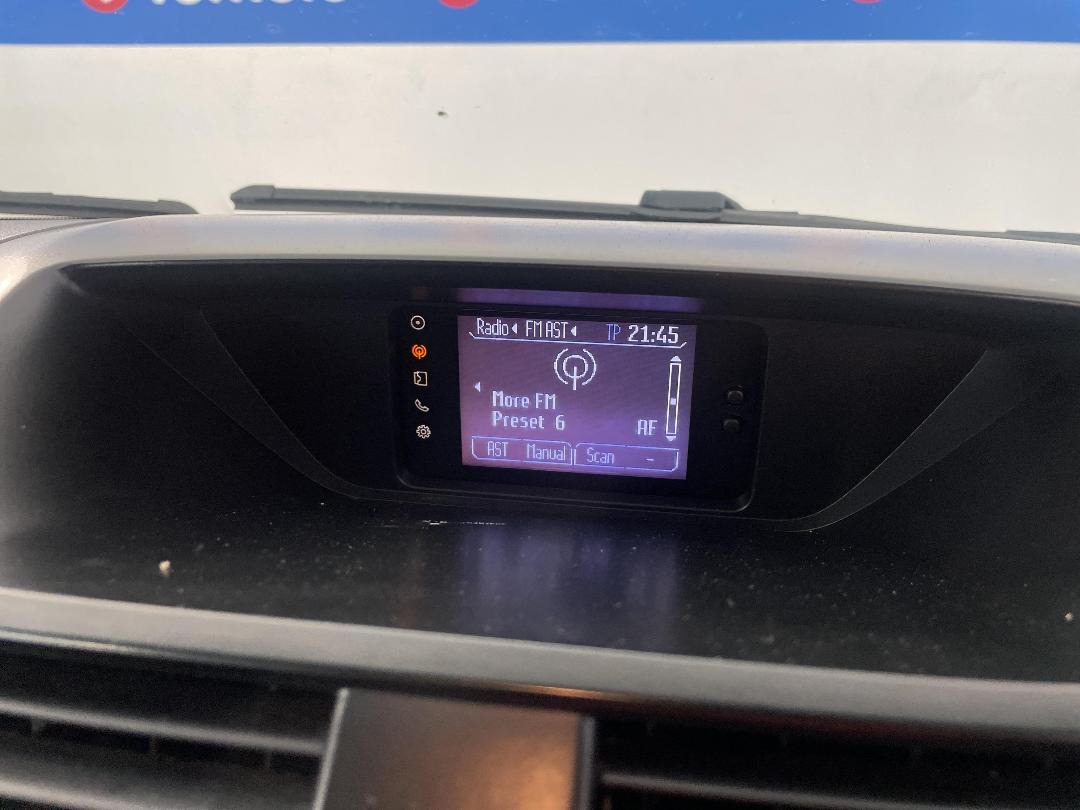 Radio FM AST TP 21:45
More FM
Preset 6 AF
AST Manual Scan -